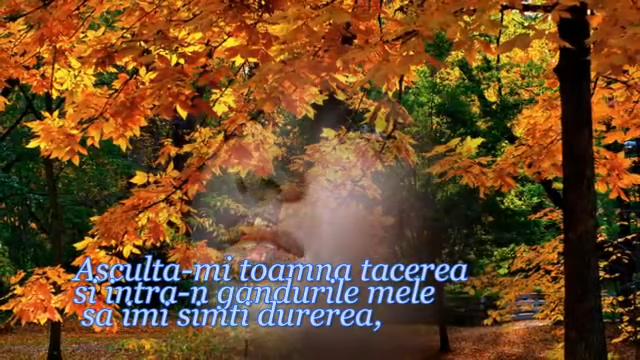 Asculta-mi toamna tacerea
si intra-n gandurile mele
sa imi simti durerea,